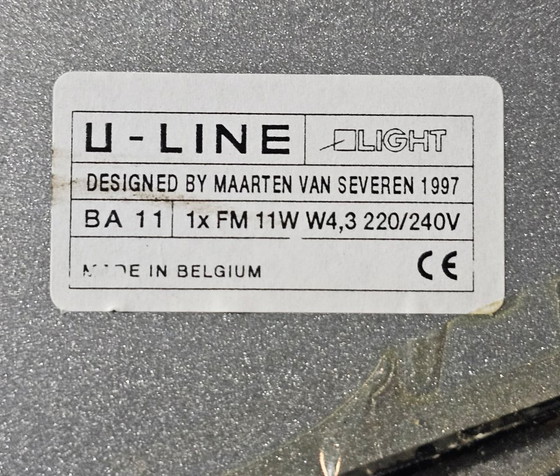 U-LINE LIGHT
DESIGNED BY MAARTEN VAN SEVEREN 1997
BA 11 1x FM 11W W4,3 220/240V
MADE IN BELGIUM CE